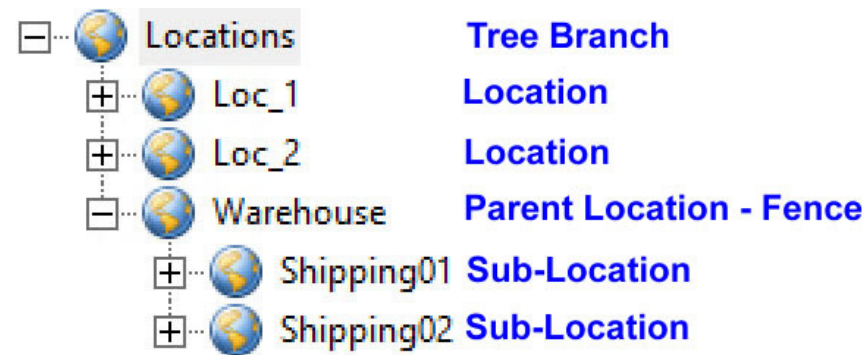 Locations Tree Branch
Loc_1 Location
Loc_2 Location
Warehouse Parent Location - Fence
Shipping01 Sub-Location
Shipping02 Sub-Location